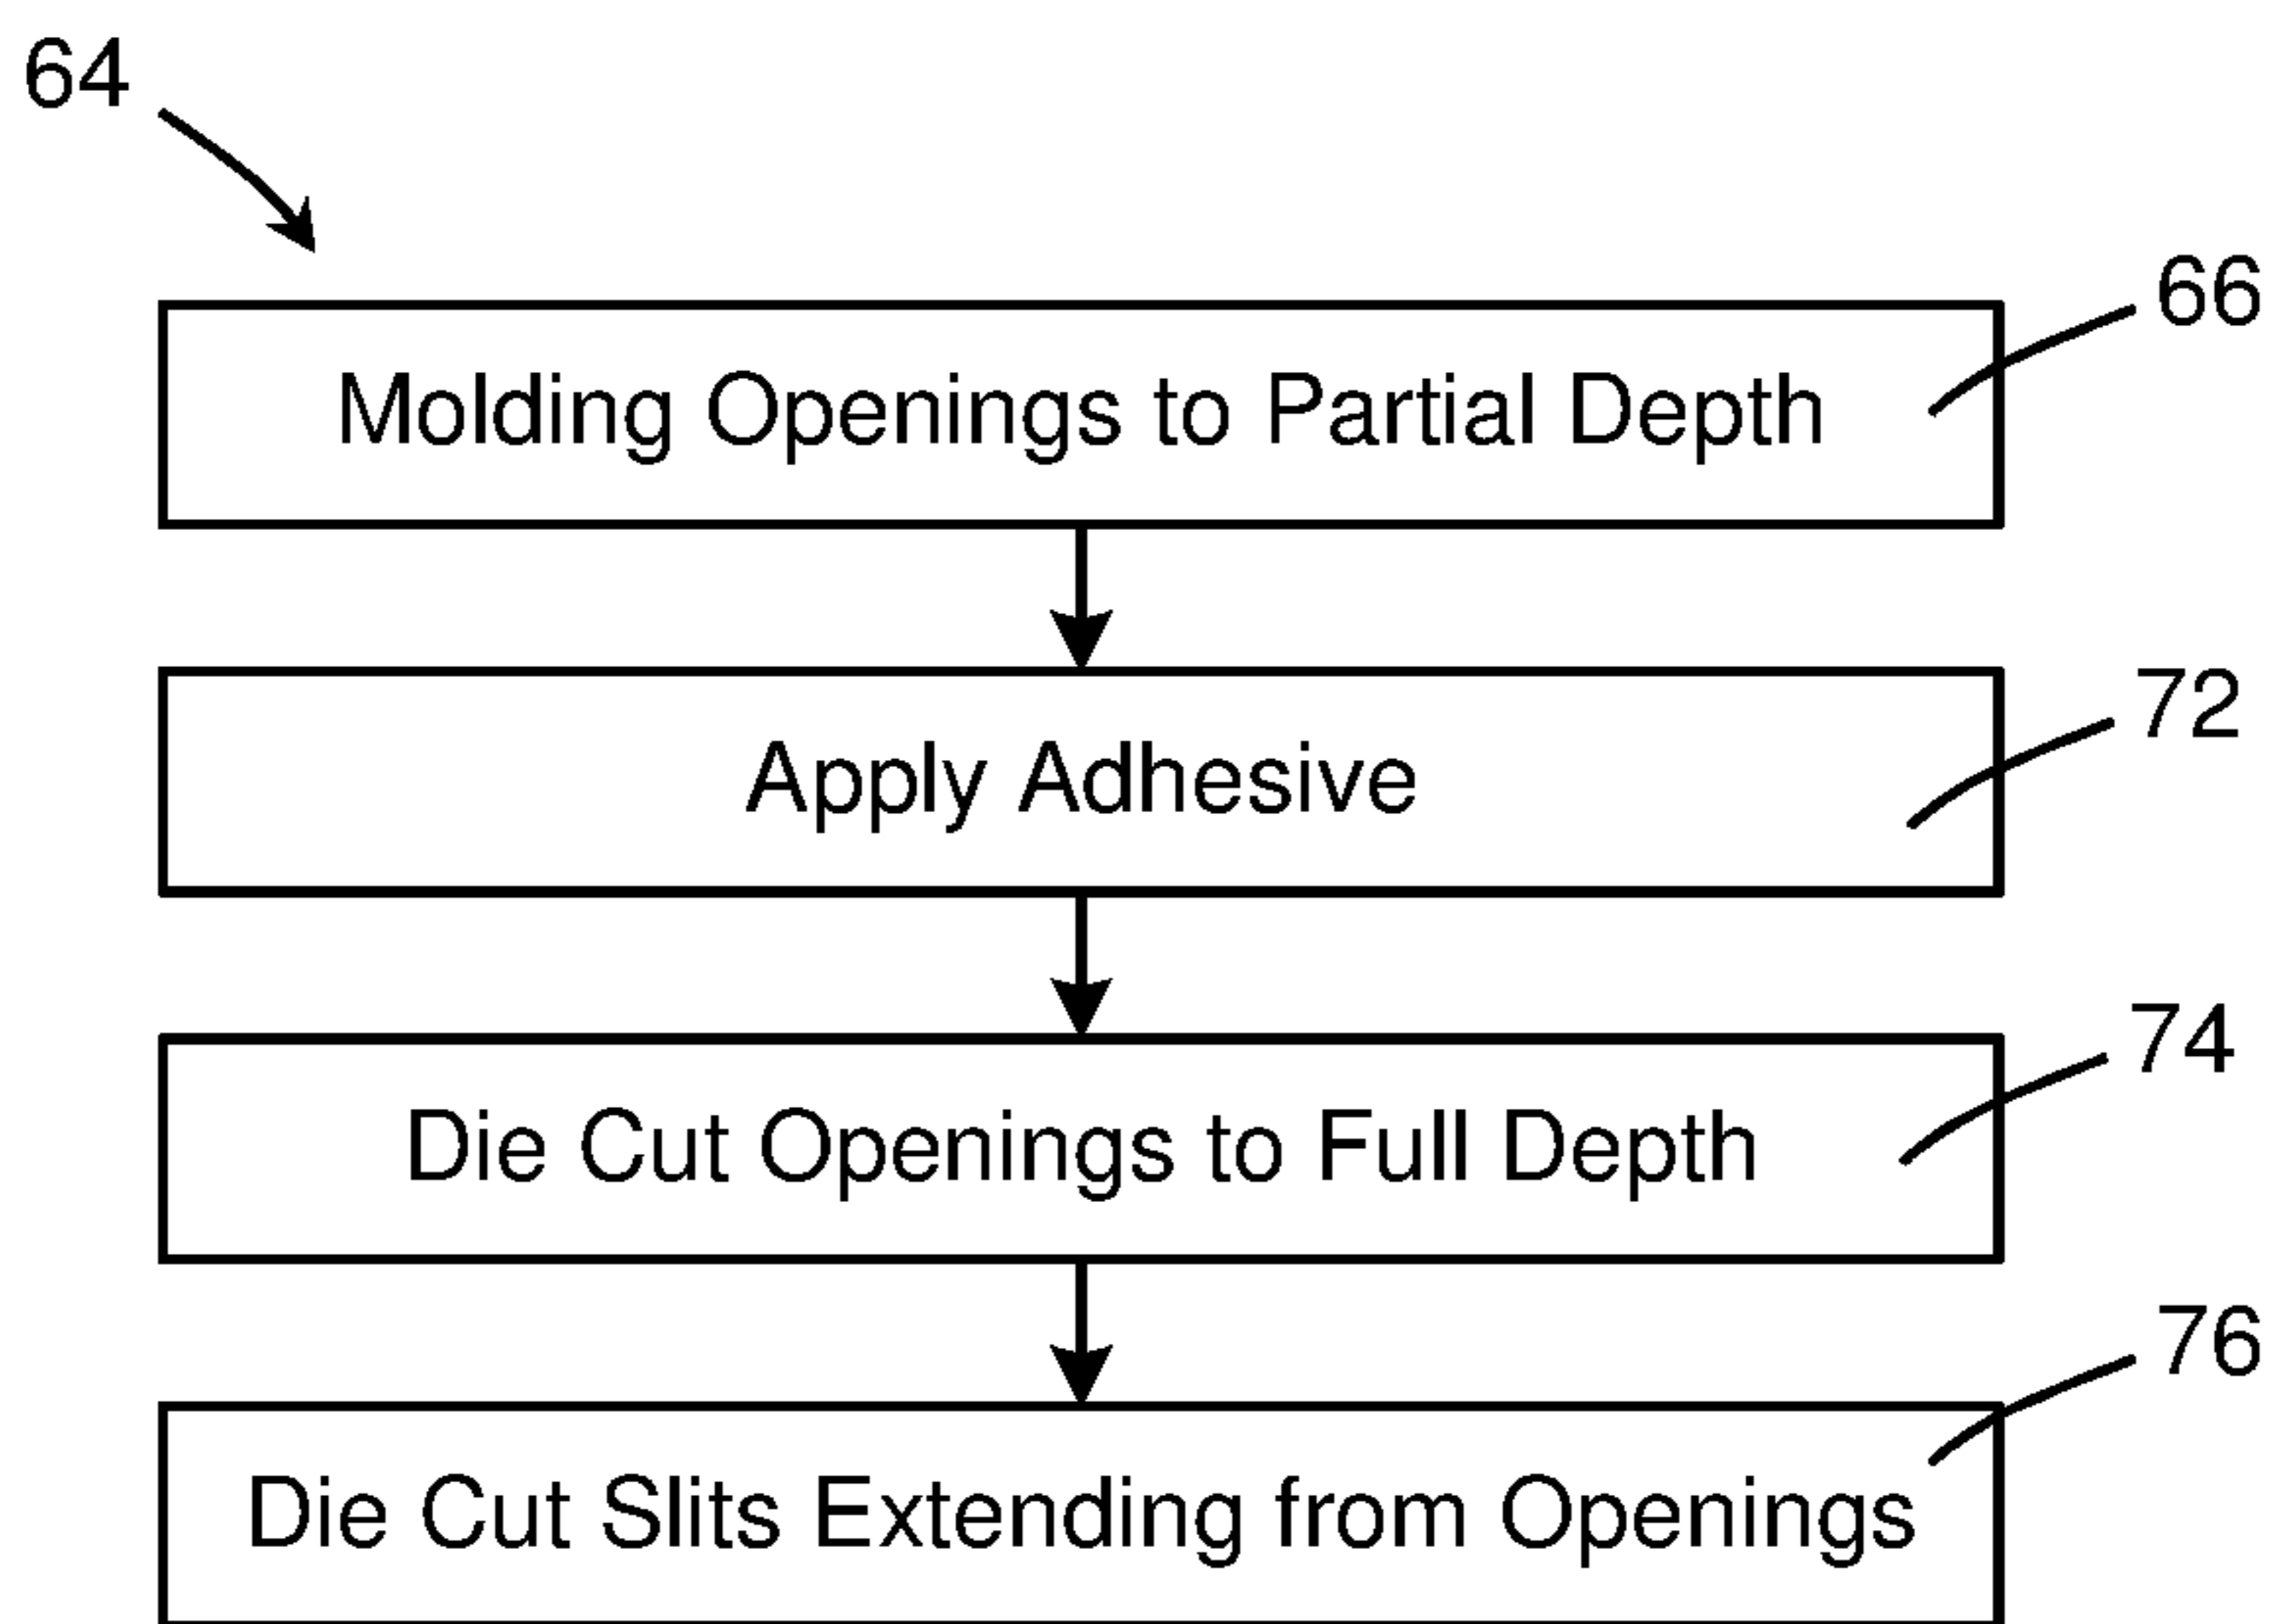 64
66
Molding Openings to Partial Depth
72
Apply Adhesive
74
Die Cut Openings to Full Depth
76
Die Cut Slits Extending from Openings